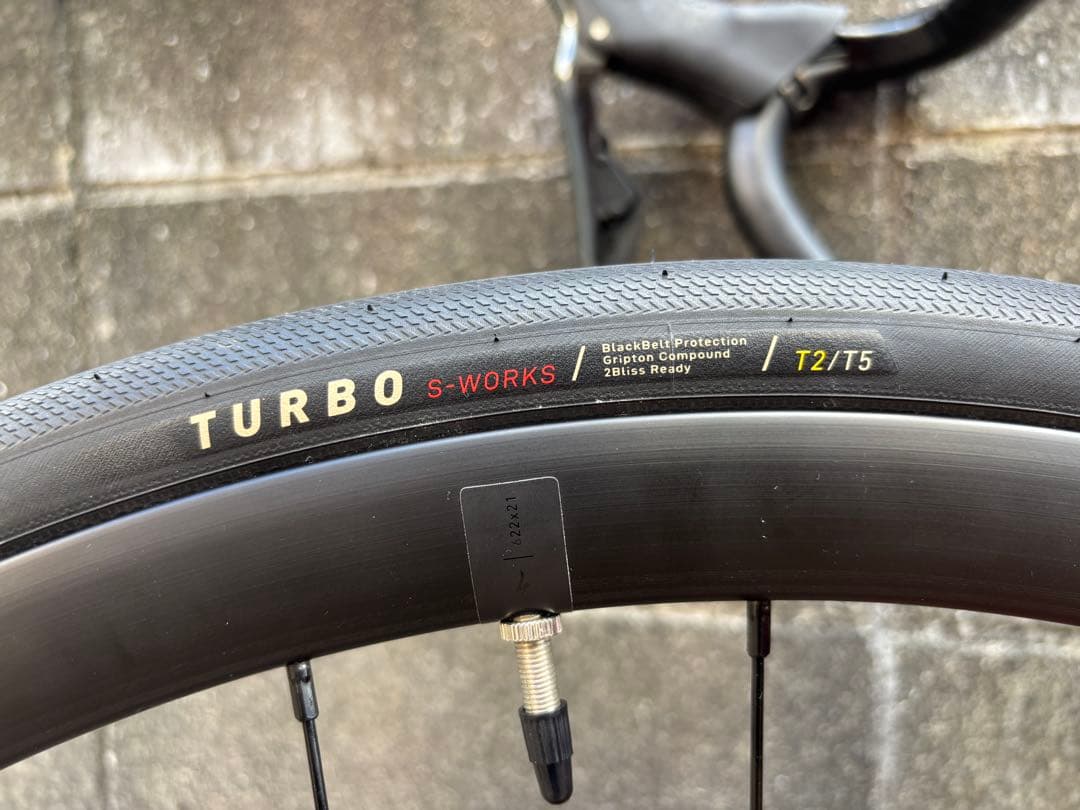 TURBO S-WORKS / BlackBelt Protection
Gripton Compound
2Bliss Ready / T2/T5
622x21